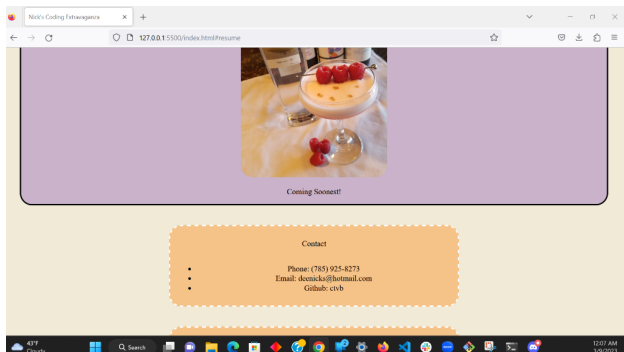 Nick's Coding Extravaganza
127.0.0.1:5500/index.html#resume
Coming Soonest!
Contact
Phone: (785) 925-8273
Email: deenicks@hotmail.com
Github: ctvb
43°F
Cloudy
Search
12:07 AM
3/9/2023